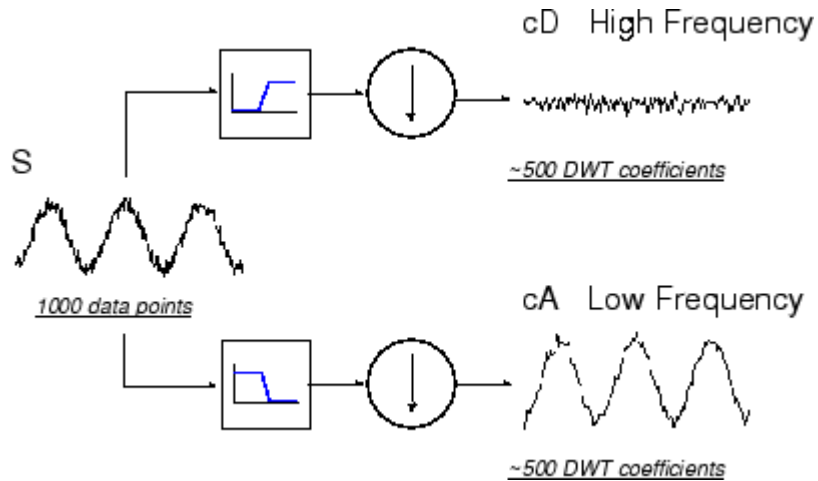 cD High Frequency
~500 DWT coefficients
S
1000 data points
cA Low Frequency
~500 DWT coefficients